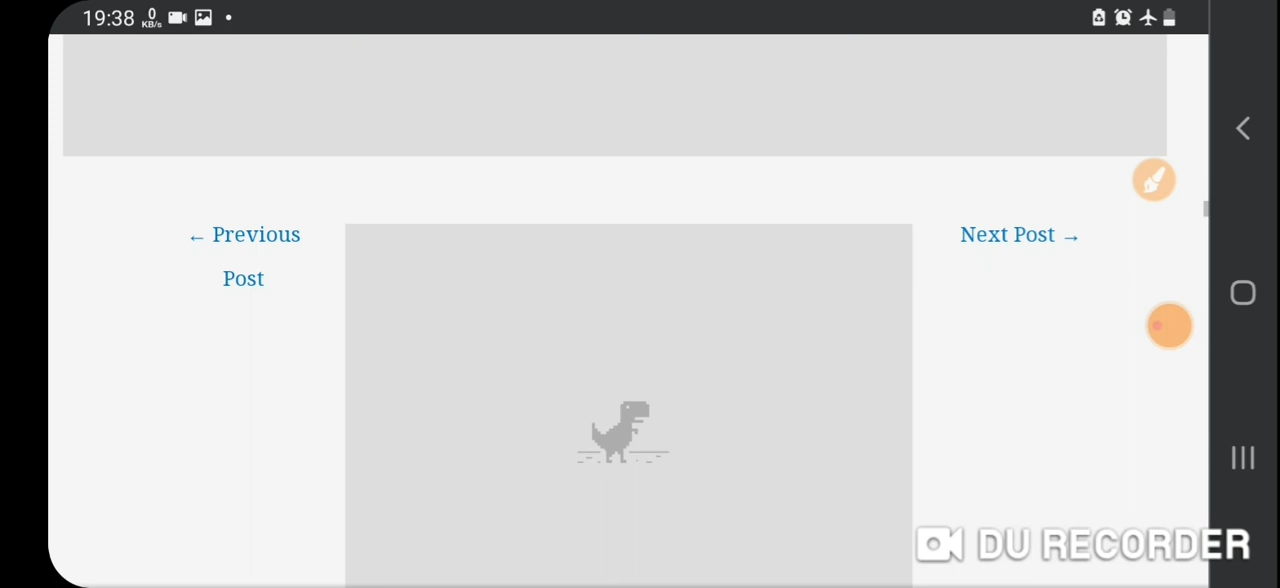 19:38 0 KB/s
← Previous Post
Next Post →
DU RECORDER